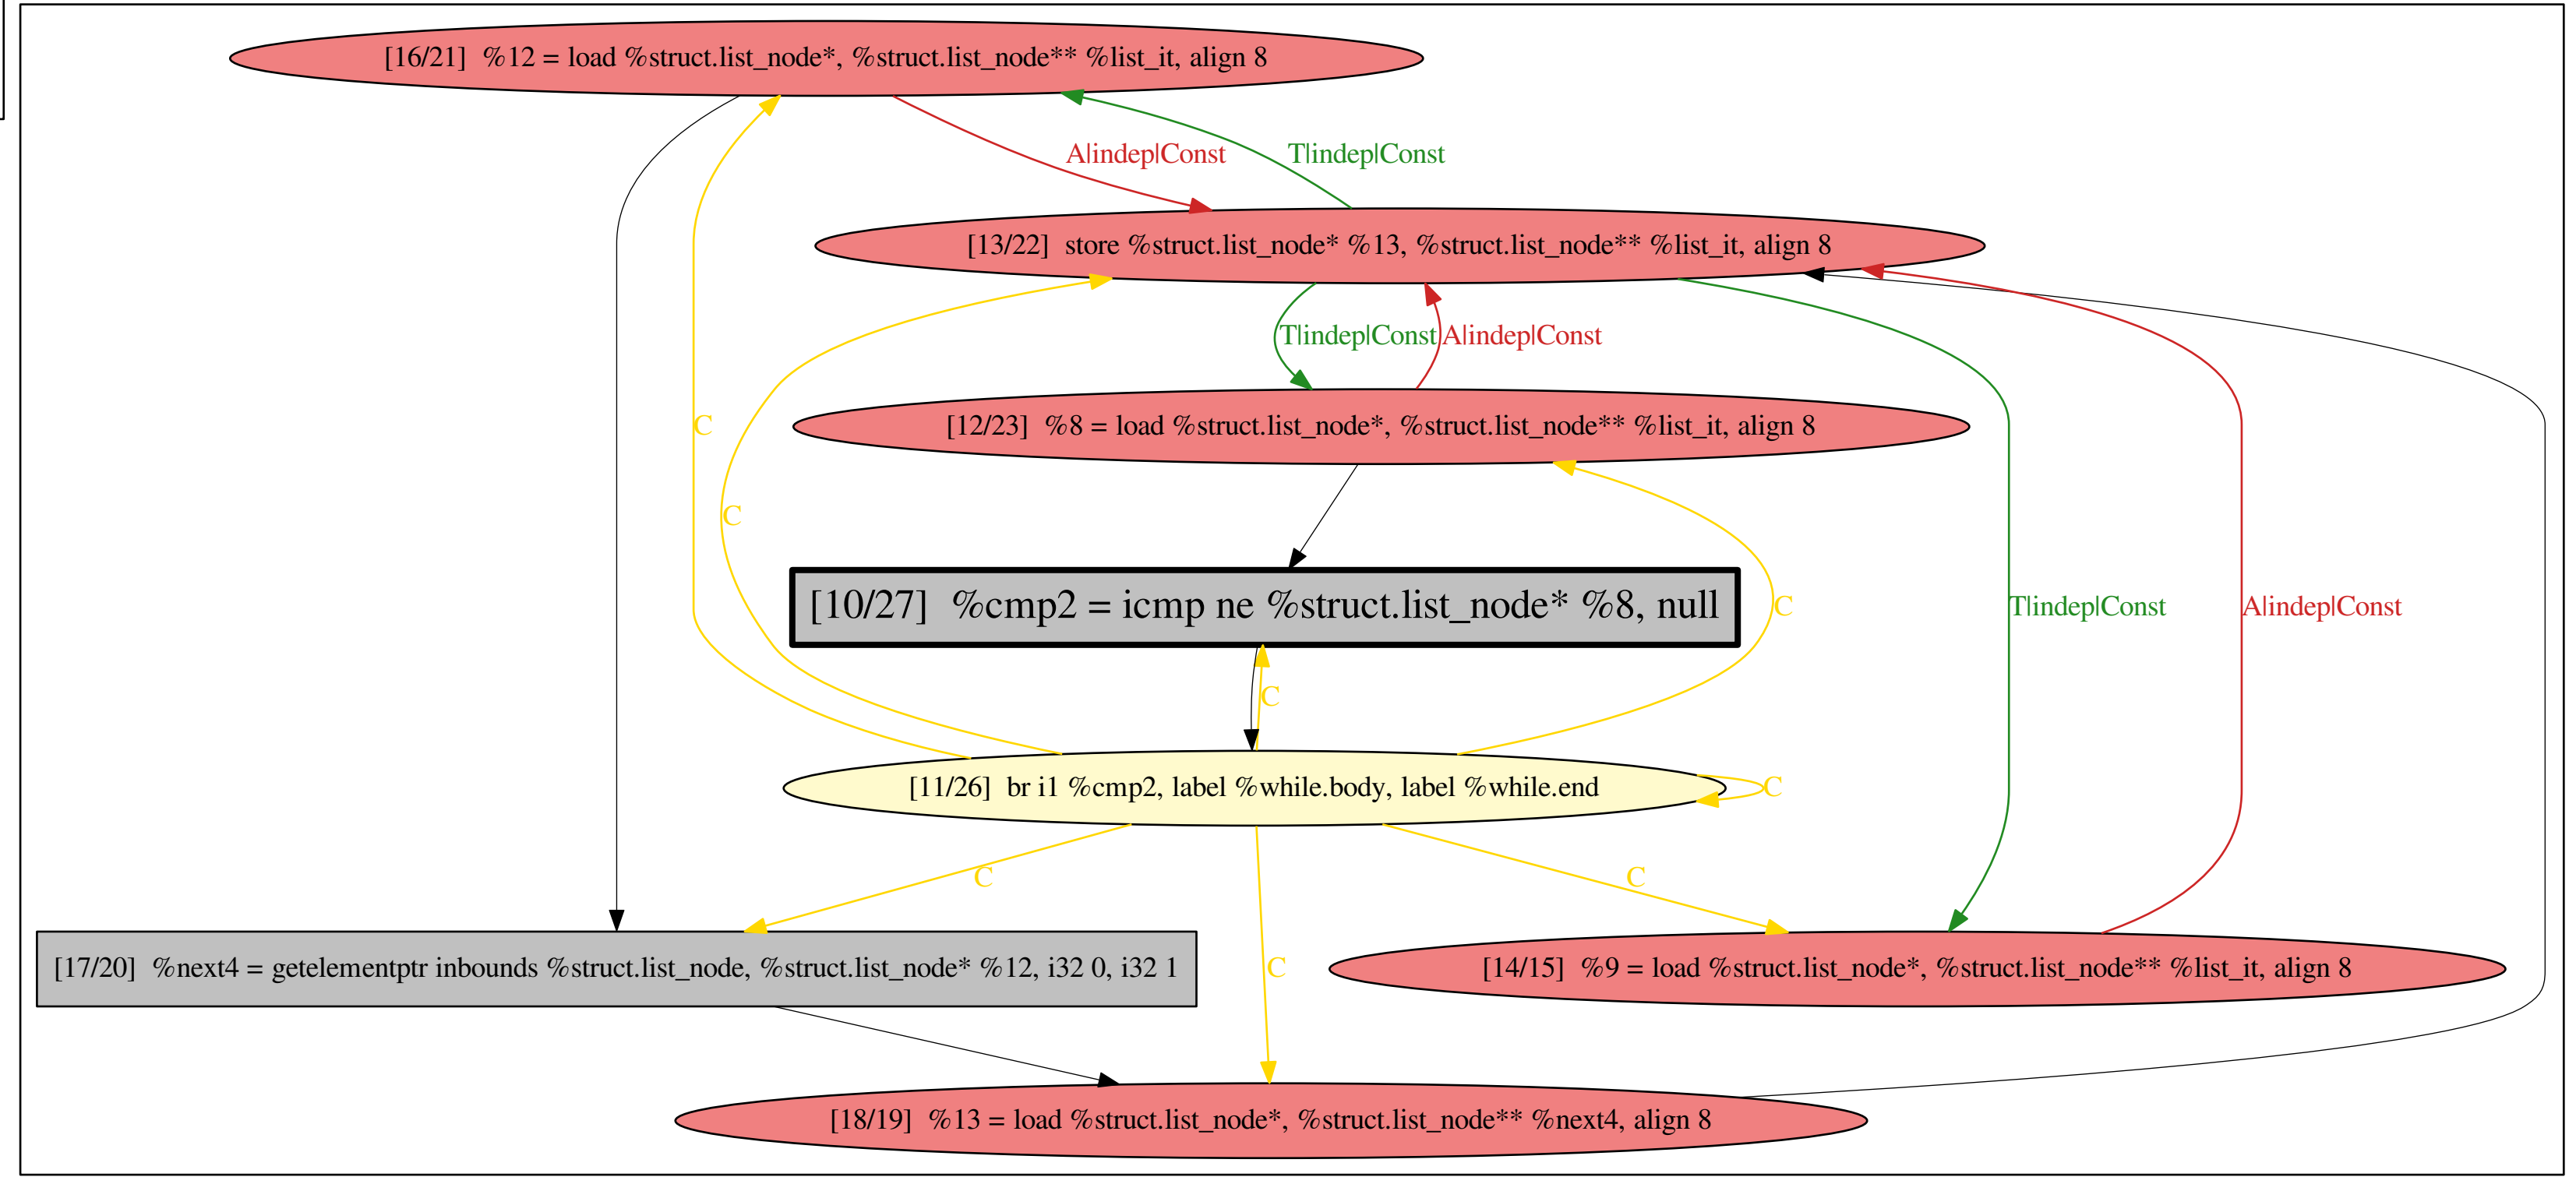 [16/21]  %12 = load %struct.list_node*, %struct.list_node** %list_it, align 8
A|indep|Const
T|indep|Const
[13/22]  store %struct.list_node* %13, %struct.list_node** %list_it, align 8
T|indep|Const
A|indep|Const
C
[12/23]  %8 = load %struct.list_node*, %struct.list_node** %list_it, align 8
C
[10/27]  %cmp2 = icmp ne %struct.list_node* %8, null
C
T|indep|Const
A|indep|Const
C
[11/26]  br i1 %cmp2, label %while.body, label %while.end
C
C
C
[17/20]  %next4 = getelementptr inbounds %struct.list_node, %struct.list_node* %12, i32 0, i32 1
C
[14/15]  %9 = load %struct.list_node*, %struct.list_node** %list_it, align 8
[18/19]  %13 = load %struct.list_node*, %struct.list_node** %next4, align 8